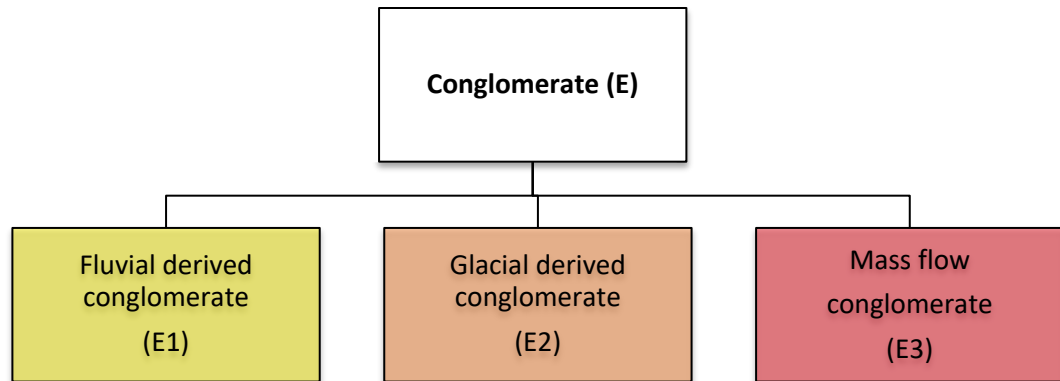 Conglomerate (E)
Fluvial derived
conglomerate
(E1)
Glacial derived
conglomerate
(E2)
Mass flow
conglomerate
(E3)